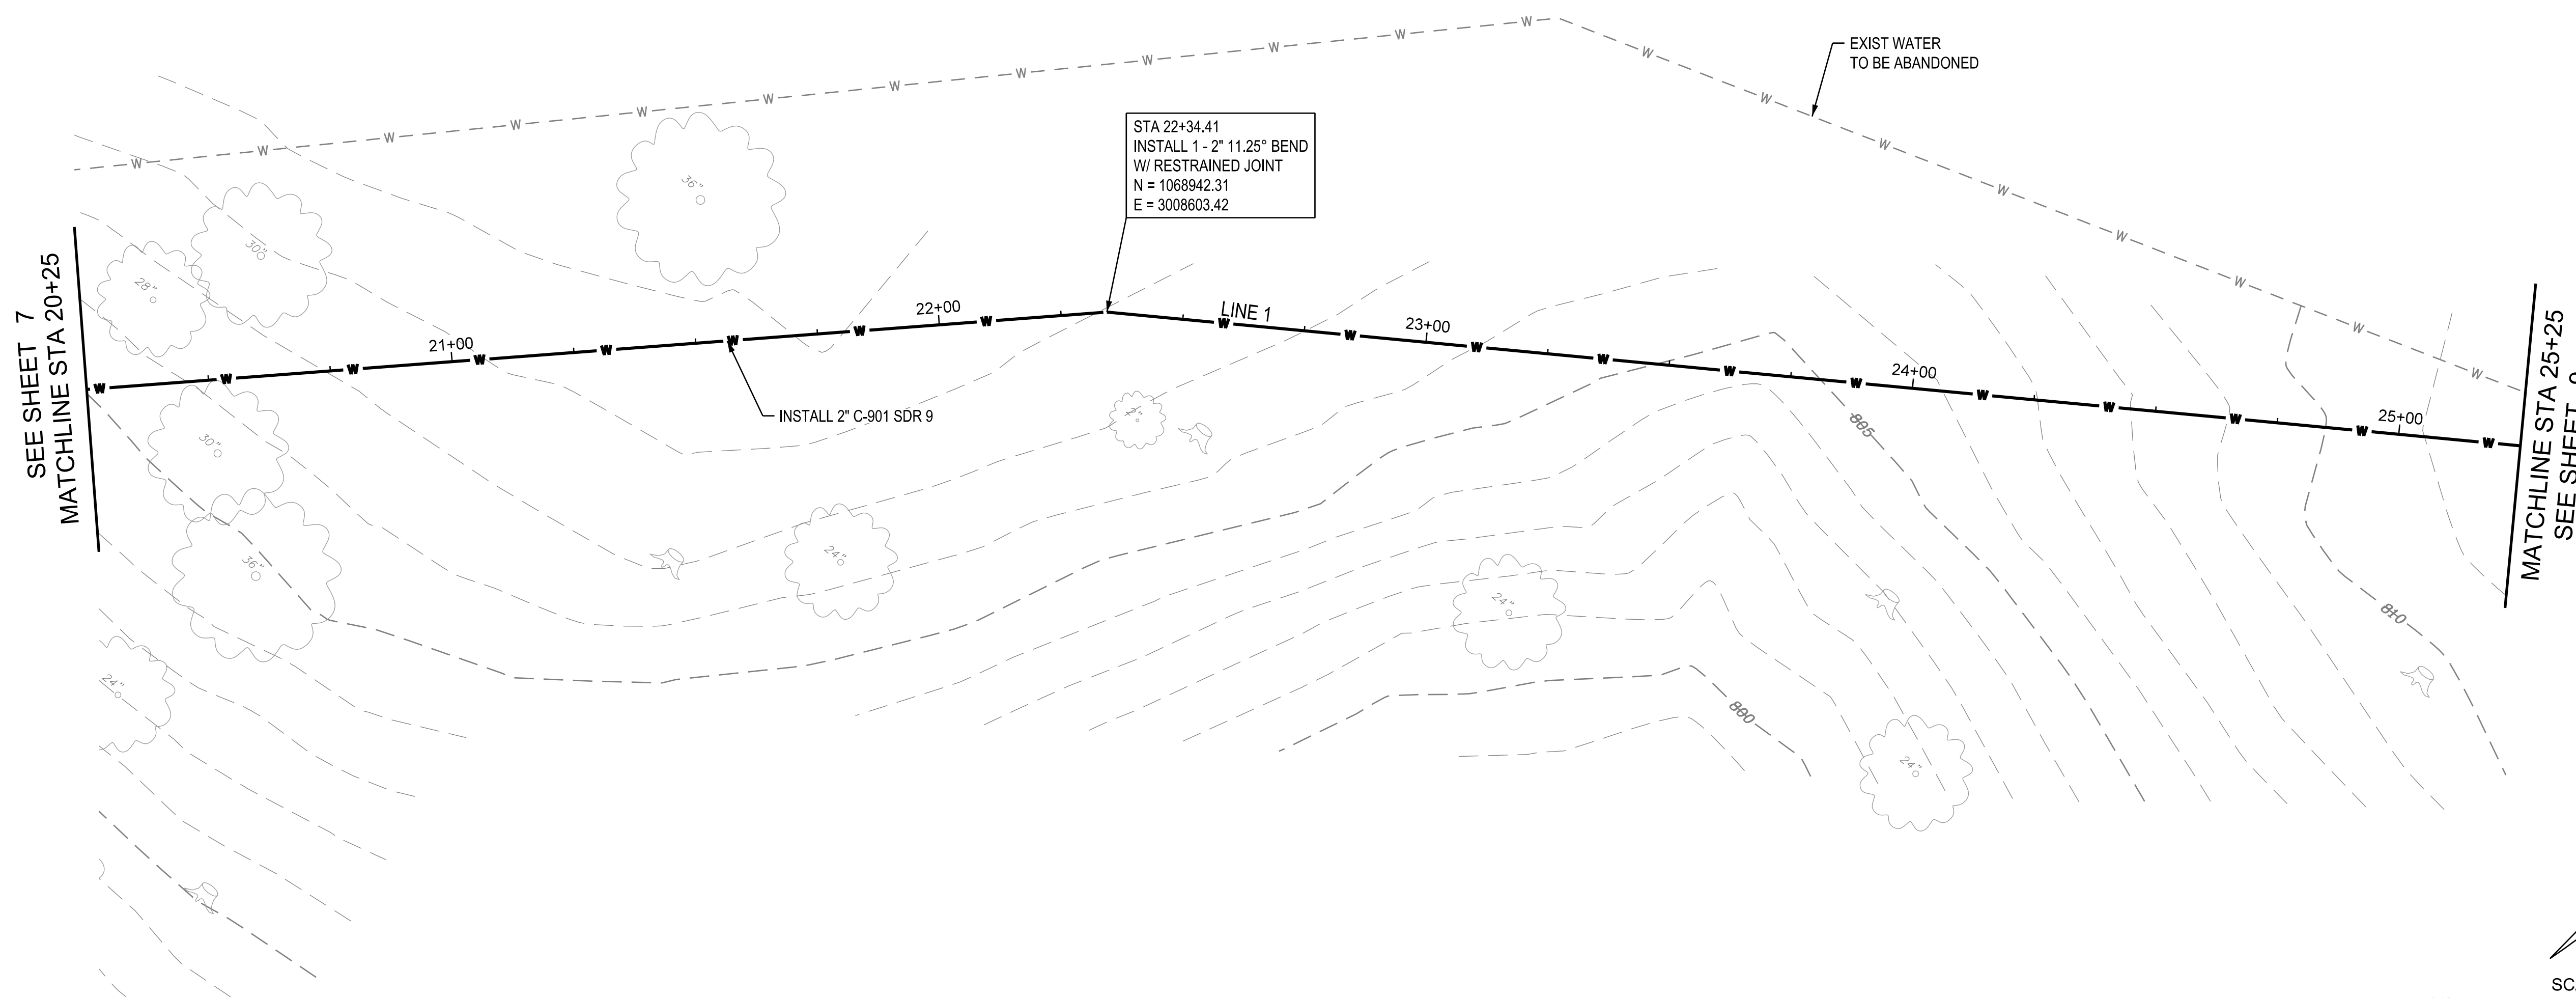 EXIST WATER
TO BE ABANDONED
STA 22+34.41
INSTALL 1 - 2" 11.25° BEND
W/ RESTRAINED JOINT
N = 1068942.31
E = 3008603.42
SEE SHEET 7
MATCHLINE STA 20+25
21+00
22+00
LINE 1
23+00
24+00
25+00
INSTALL 2" C-901 SDR 9
MATCHLINE STA 25+25
SEE SHEET
36"
30"
28"
30"
36"
24"
24"
24"
24"
805
800
810
W W W W W W W W W W W W
W W W W W W W W
W W W W W W W W W W W W W W W W W W W W